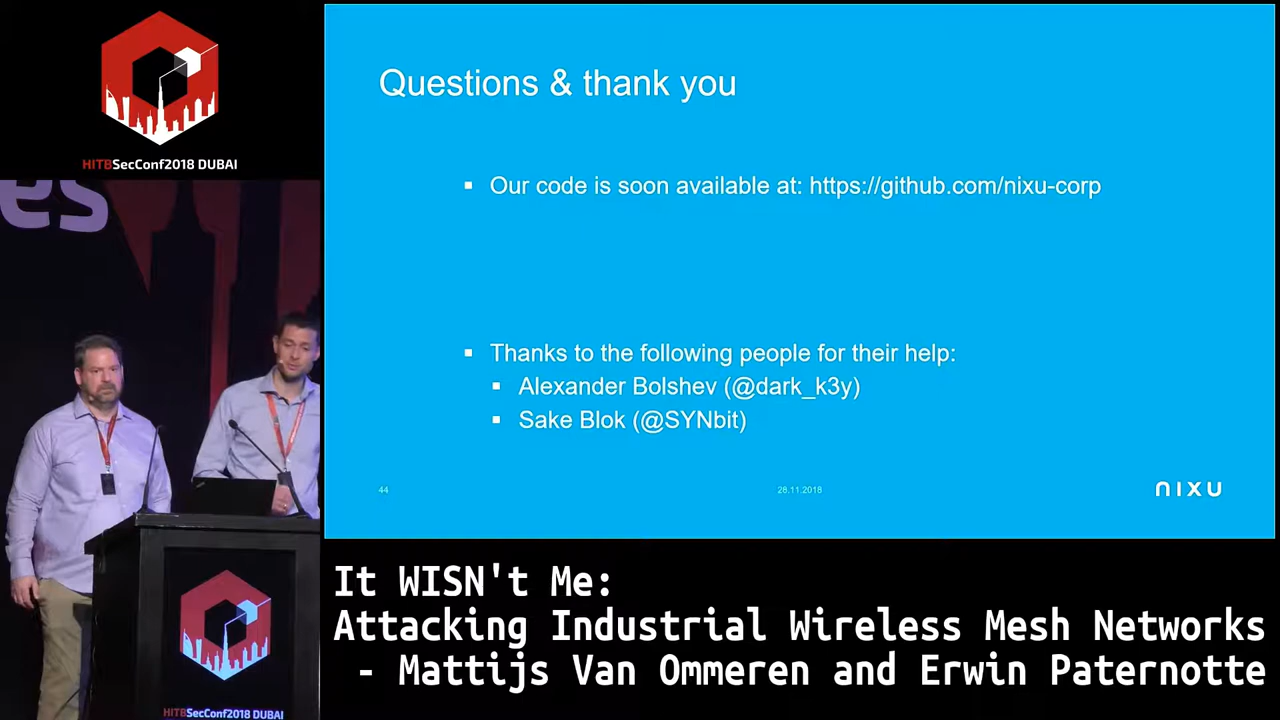 HITBSecConf2018 DUBAI
es
Questions & thank you
▪ Our code is soon available at: https://github.com/nixu-corp
▪ Thanks to the following people for their help:
▪ Alexander Bolshev (@dark_k3y)
▪ Sake Blok (@SYNbit)
44
28.11.2018
nixu
HITBSecConf2018 DUBAI
It WISN't Me:
Attacking Industrial Wireless Mesh Networks
- Mattijs Van Ommeren and Erwin Paternotte